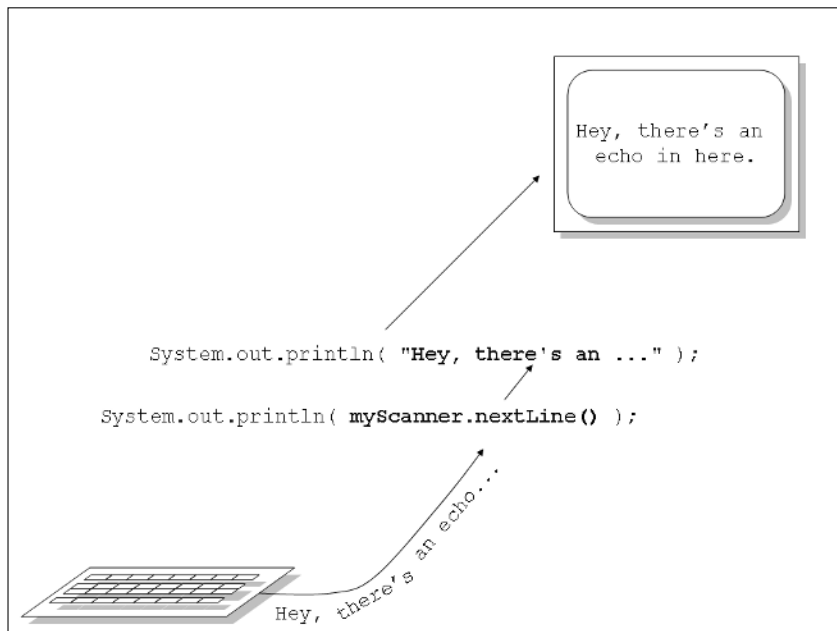 Hey, there's an
echo in here.
System.out.println( "Hey, there's an ..." );
System.out.println( myScanner.nextLine() );
Hey, there's an echo...